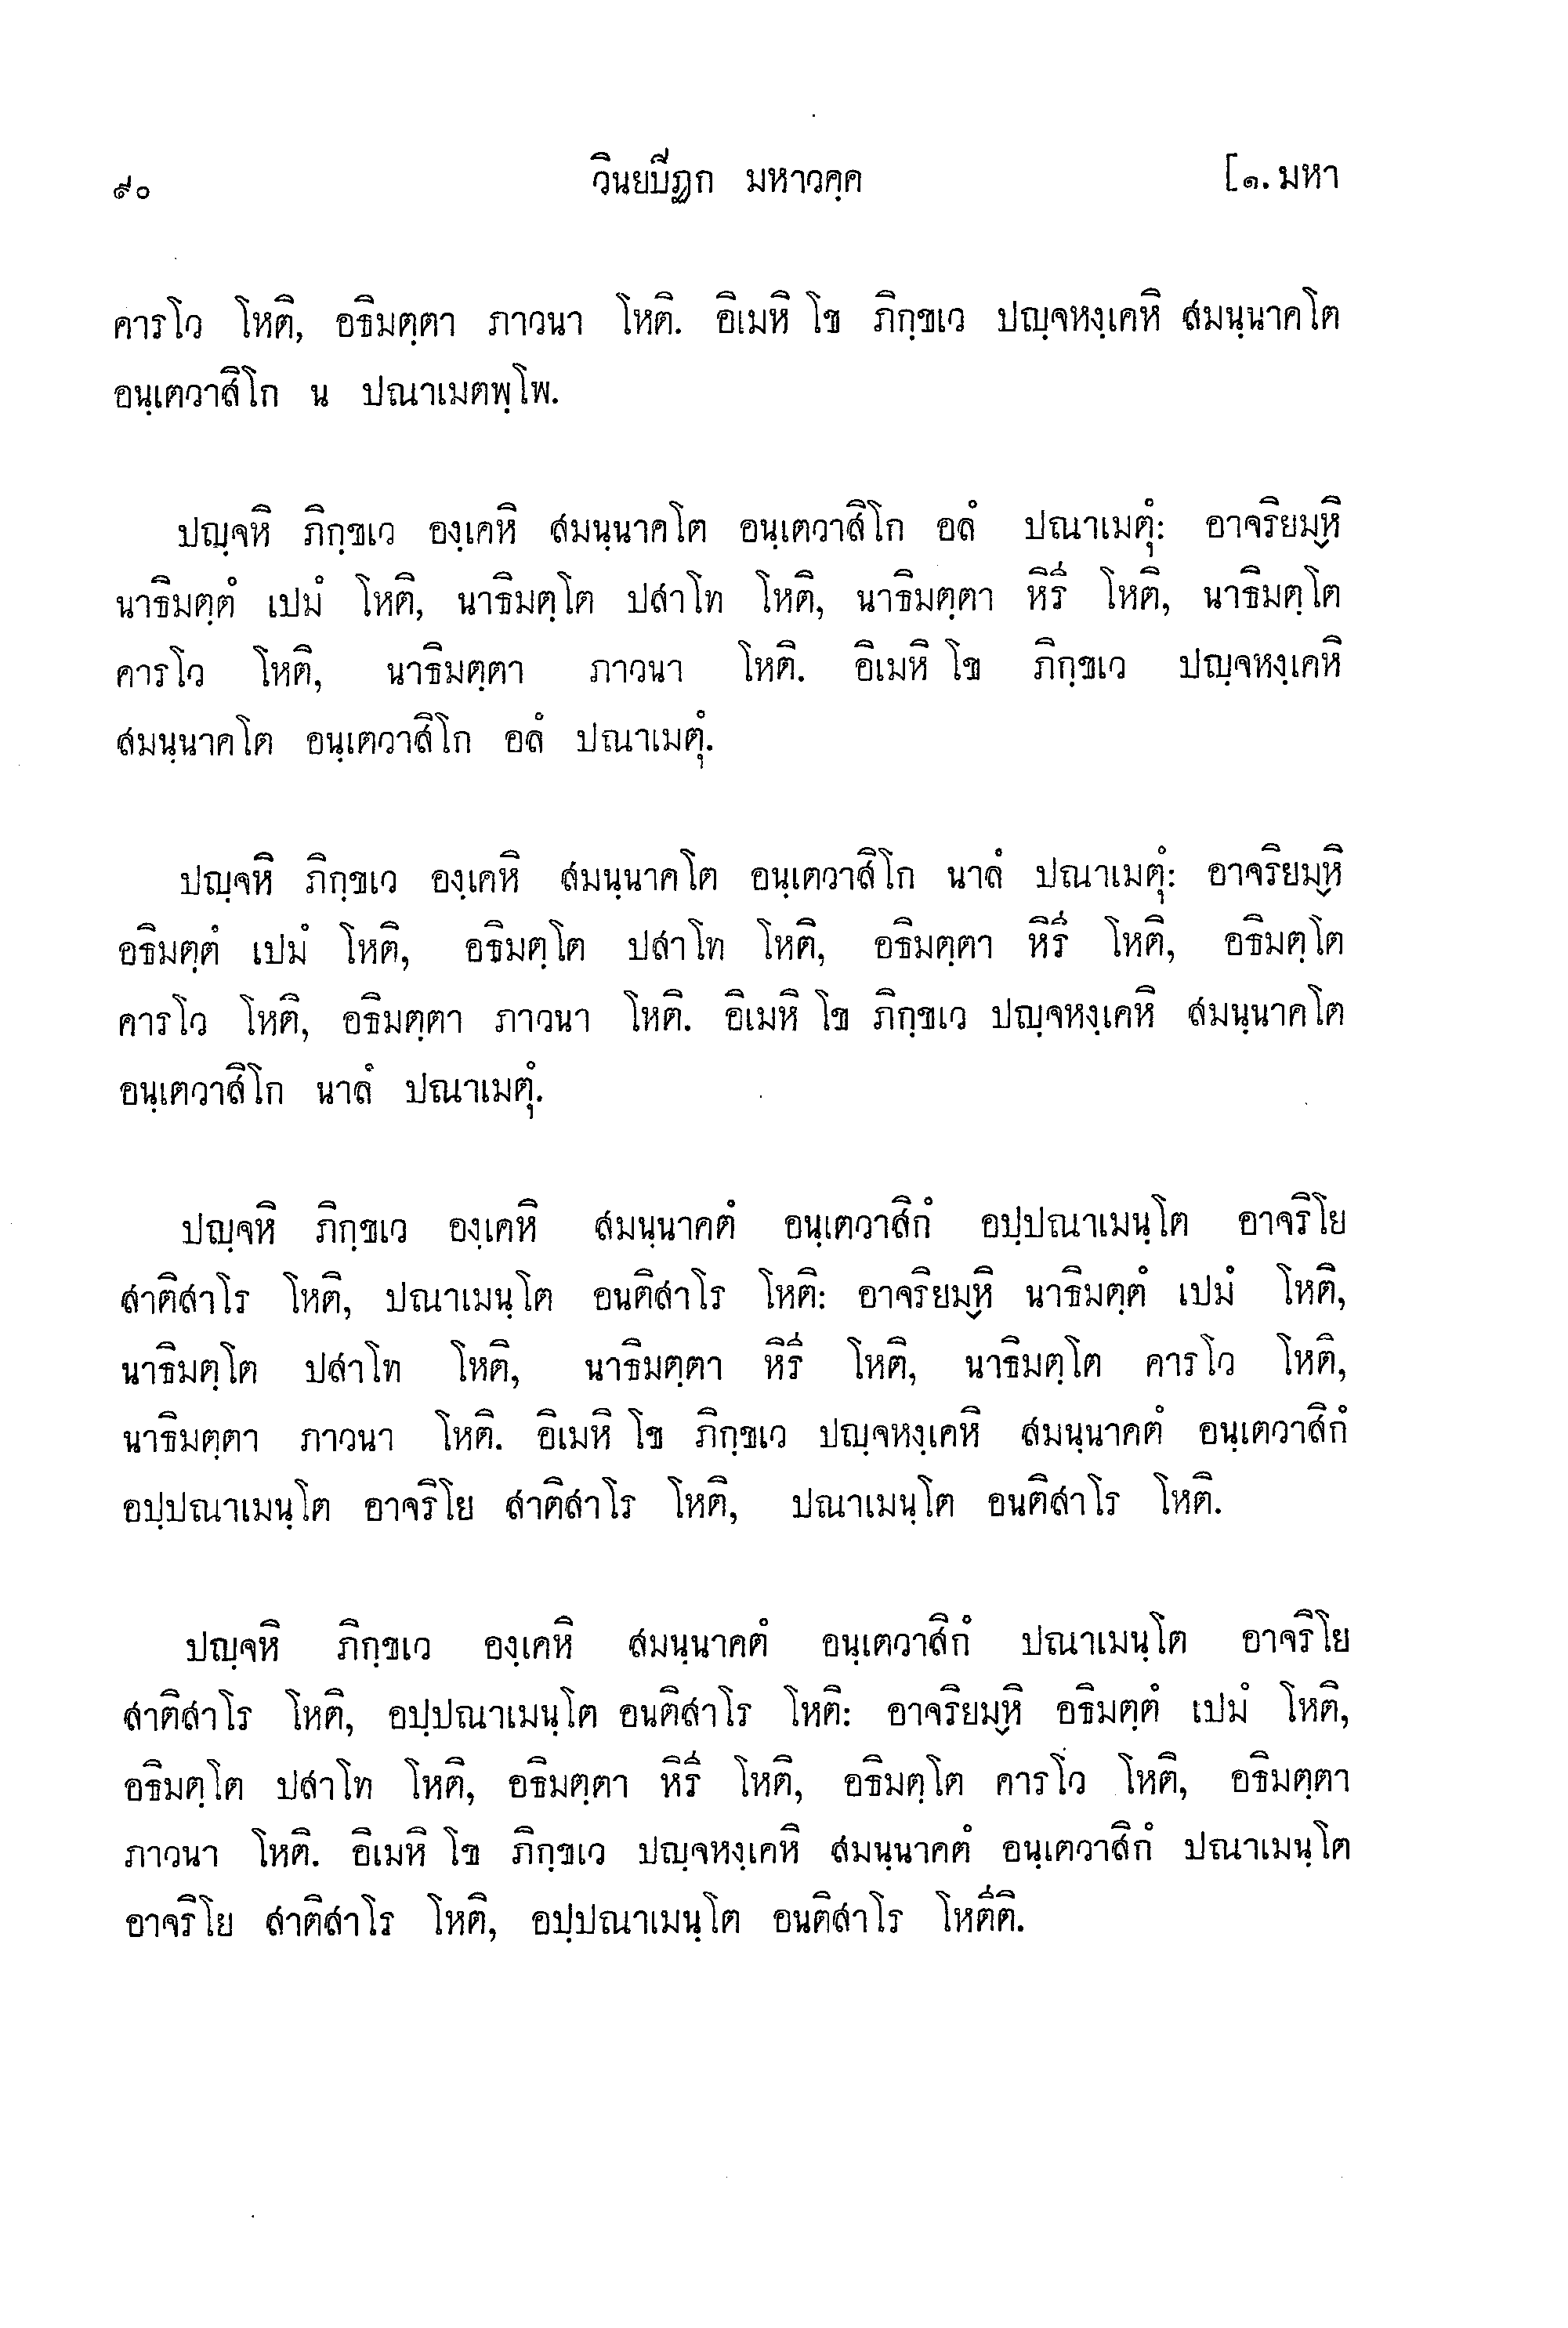 ๙๐ วินยปีฏก มหาวคฺค [๑. มหา
คารโว โหติ, อธิมตฺตา ภาวนา โหติ. อิเมหิ โข ภิกฺขเว ปญฺจหงฺเคหิ สมนฺนาคโต
อนฺเตวาสิโก น ปณาเมตพฺโพ.
ปญฺจหิ ภิกฺขเว องฺเคหิ สมนฺนาคโต อนฺเตวาสิโก อลํ ปณาเมตุํ: อาจริยมฺหิ
นาธิมตฺตํ เปมํ โหติ, นาธิมตฺโต ปสาโท โหติ, นาธิมตฺตา หิรี โหติ, นาธิมตฺโต
คารโว โหติ, นาธิมตฺตา ภาวนา โหติ. อิเมหิ โข ภิกฺขเว ปญฺจหงฺเคหิ
สมนฺนาคโต อนฺเตวาสิโก อลํ ปณาเมตุํ.
ปญฺจหิ ภิกฺขเว องฺเคหิ สมนฺนาคโต อนฺเตวาสิโก นาลํ ปณาเมตุํ: อาจริยมฺหิ
อธิมตฺตํ เปมํ โหติ, อธิมตฺโต ปสาโท โหติ, อธิมตฺตา หิรี โหติ, อธิมตฺโต
คารโว โหติ, อธิมตฺตา ภาวนา โหติ. อิเมหิ โข ภิกฺขเว ปญฺจหงฺเคหิ สมนฺนาคโต
อนฺเตวาสิโก นาลํ ปณาเมตุํ.
ปญฺจหิ ภิกฺขเว องฺเคหิ สมนฺนาคตํ อนฺเตวาสิกํ อปฺปณาเมนฺโต อาจริโย
สาติสาโร โหติ, ปณาเมนฺโต อนติสาโร โหติ: อาจริยมฺหิ นาธิมตฺตํ เปมํ โหติ,
นาธิมตฺโต ปสาโท โหติ, นาธิมตฺตา หิรี โหติ, นาธิมตฺโต คารโว โหติ,
นาธิมตฺตา ภาวนา โหติ. อิเมหิ โข ภิกฺขเว ปญฺจหงฺเคหิ สมนฺนาคตํ อนฺเตวาสิกํ
อปฺปณาเมนฺโต อาจริโย สาติสาโร โหติ, ปณาเมนฺโต อนติสาโร โหติ.
ปญฺจหิ ภิกฺขเว องฺเคหิ สมนฺนาคตํ อนฺเตวาสิกํ ปณาเมนฺโต อาจริโย
สาติสาโร โหติ, อปฺปณาเมนฺโต อนติสาโร โหติ: อาจริยมฺหิ อธิมตฺตํ เปมํ โหติ,
อธิมตฺโต ปสาโท โหติ, อธิมตฺตา หิรี โหติ, อธิมตฺโต คารโว โหติ, อธิมตฺตา
ภาวนา โหติ. อิเมหิ โข ภิกฺขเว ปญฺจหงฺเคหิ สมนฺนาคตํ อนฺเตวาสิกํ ปณาเมนฺโต
อาจริโย สาติสาโร โหติ, อปฺปณาเมนฺโต อนติสาโร โหตีติ.